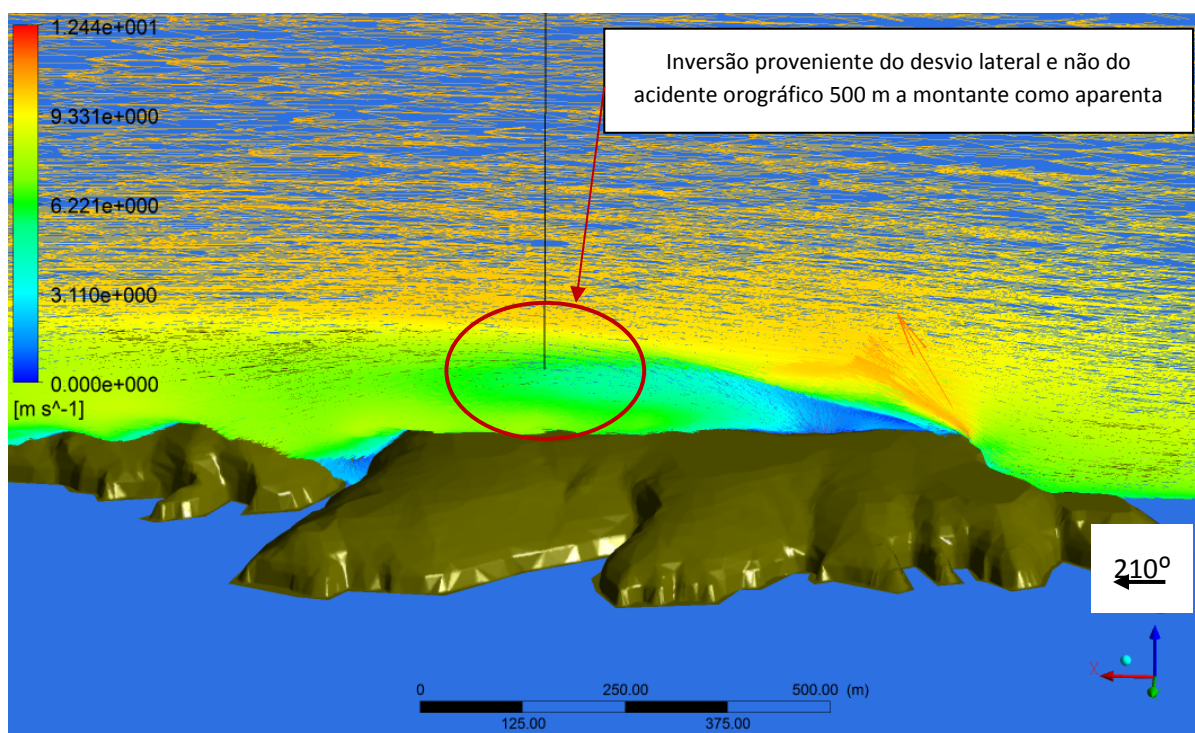 1.244e+001
9.331e+000
6.221e+000
3.110e+000
0.000e+000
[m s^-1]
Inversão proveniente do desvio lateral e não do
acidente orográfico 500 m a montante como aparenta
210º
X
0 250.00 500.00 (m)
125.00 375.00